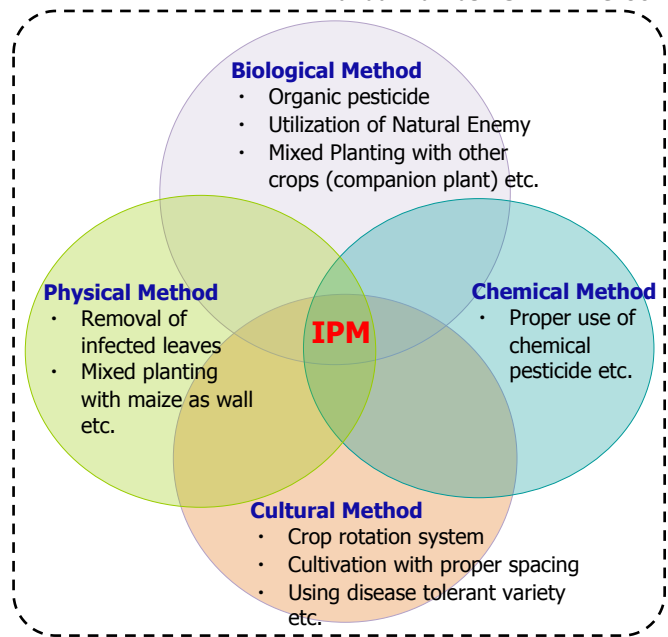 Biological Method
・ Organic pesticide
・ Utilization of Natural Enemy
・ Mixed Planting with other
crops (companion plant) etc.
Physical Method
・ Removal of
infected leaves
・ Mixed planting
with maize as wall
etc.
IPM
Chemical Method
・ Proper use of
chemical
pesticide etc.
Cultural Method
・ Crop rotation system
・ Cultivation with proper spacing
・ Using disease tolerant variety
etc.